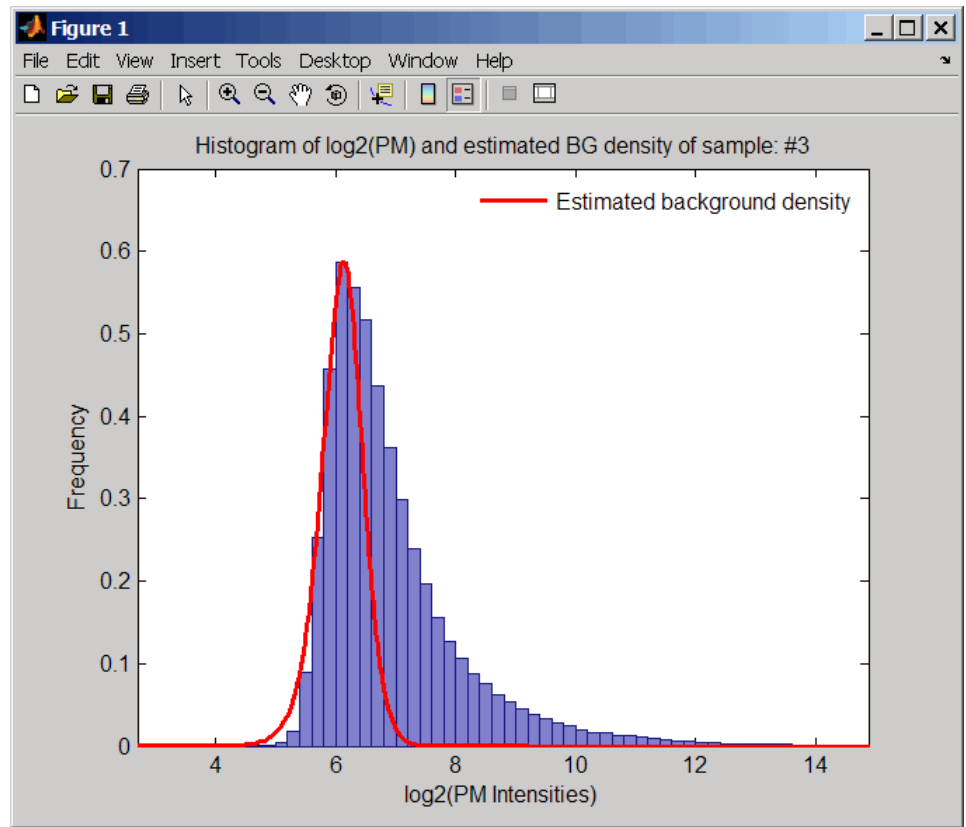 Figure 1
File Edit View Insert Tools Desktop Window Help
Histogram of log2(PM) and estimated BG density of sample: #3
Estimated background density
0.7
0.6
0.5
0.4
0.3
0.2
0.1
0
Frequency
4 6 8 10 12 14
log2(PM Intensities)